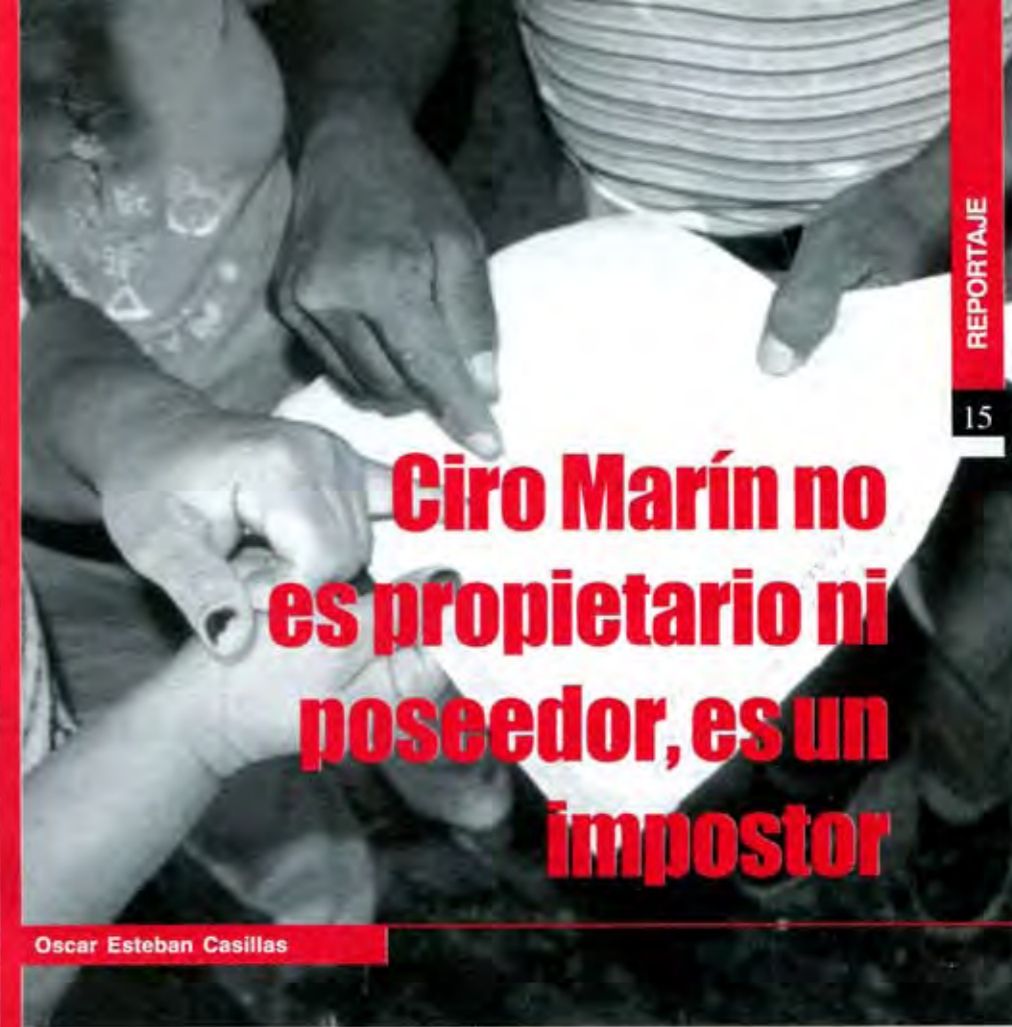 REPORTAJE
15
Ciro Marín no
es propietario ni
poseedor, es un
impostor
Oscar Esteban Casillas